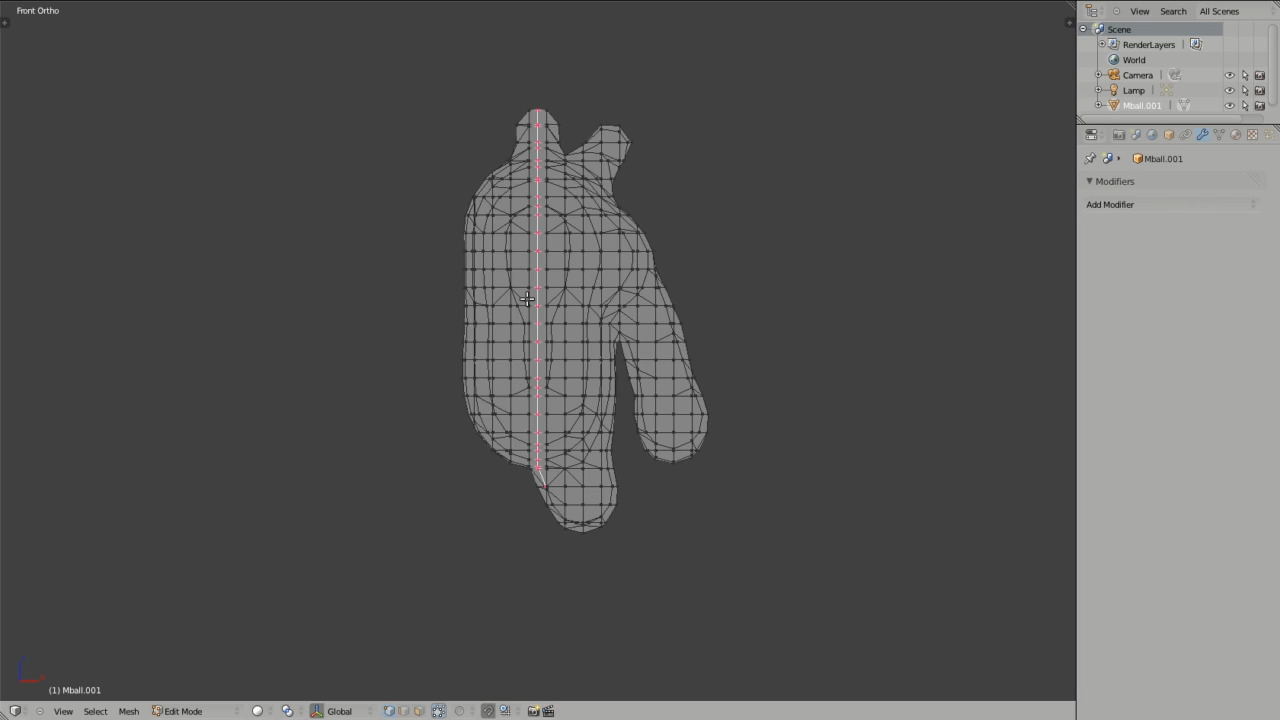 Front Ortho
(1) Mball.001
View Select Mesh Edit Mode Global
View Search All Scenes
Scene
RenderLayers
World
Camera
Lamp
Mball.001
Mball.001
Modifiers
Add Modifier